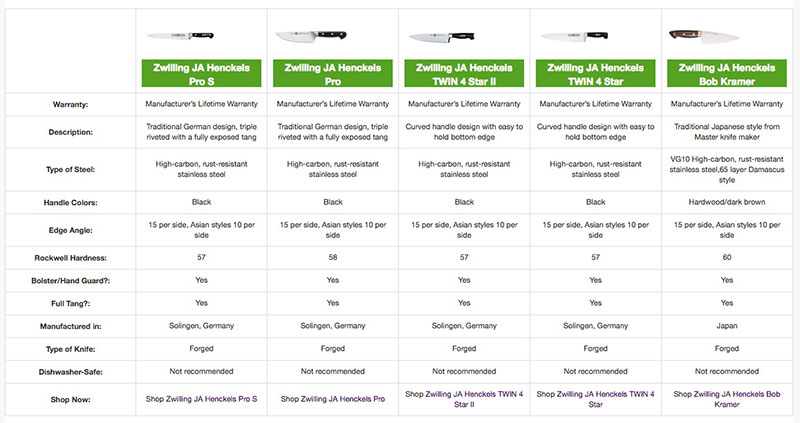 Zwilling JA Henckels Pro S
Zwilling JA Henckels Pro
Zwilling JA Henckels TWIN 4 Star II
Zwilling JA Henckels TWIN 4 Star
Zwilling JA Henckels Bob Kramer
Warranty: Manufacturer's Lifetime Warranty Manufacturer's Lifetime Warranty Manufacturer's Lifetime Warranty Manufacturer's Lifetime Warranty Manufacturer's Lifetime Warranty
Description: Traditional German design, triple riveted with a fully exposed tang Traditional German design, triple riveted with a fully exposed tang Curved handle design with easy to hold bottom edge Curved handle design with easy to hold bottom edge Traditional Japanese style from Master knife maker
Type of Steel: High-carbon, rust-resistant stainless steel High-carbon, rust-resistant stainless steel High-carbon, rust-resistant stainless steel High-carbon, rust-resistant stainless steel VG10 High-carbon, rust-resistant stainless steel,65 layer Damascus style
Handle Colors: Black Black Black Black Hardwood/dark brown
Edge Angle: 15 per side, Asian styles 10 per side 15 per side, Asian styles 10 per side 15 per side, Asian styles 10 per side 15 per side, Asian styles 10 per side 15 per side, Asian styles 10 per side
Rockwell Hardness: 57 58 57 57 60
Bolster/Hand Guard?: Yes Yes Yes Yes Yes
Full Tang?: Yes Yes Yes Yes Yes
Manufactured in: Solingen, Germany Solingen, Germany Solingen, Germany Solingen, Germany Japan
Type of Knife: Forged Forged Forged Forged Forged
Dishwasher-Safe: Not recommended Not recommended Not recommended Not recommended Not recommended
Shop Now: Shop Zwilling JA Henckels Pro S Shop Zwilling JA Henckels Pro Shop Zwilling JA Henckels TWIN 4 Star II Shop Zwilling JA Henckels TWIN 4 Star Shop Zwilling JA Henckels Bob Kramer